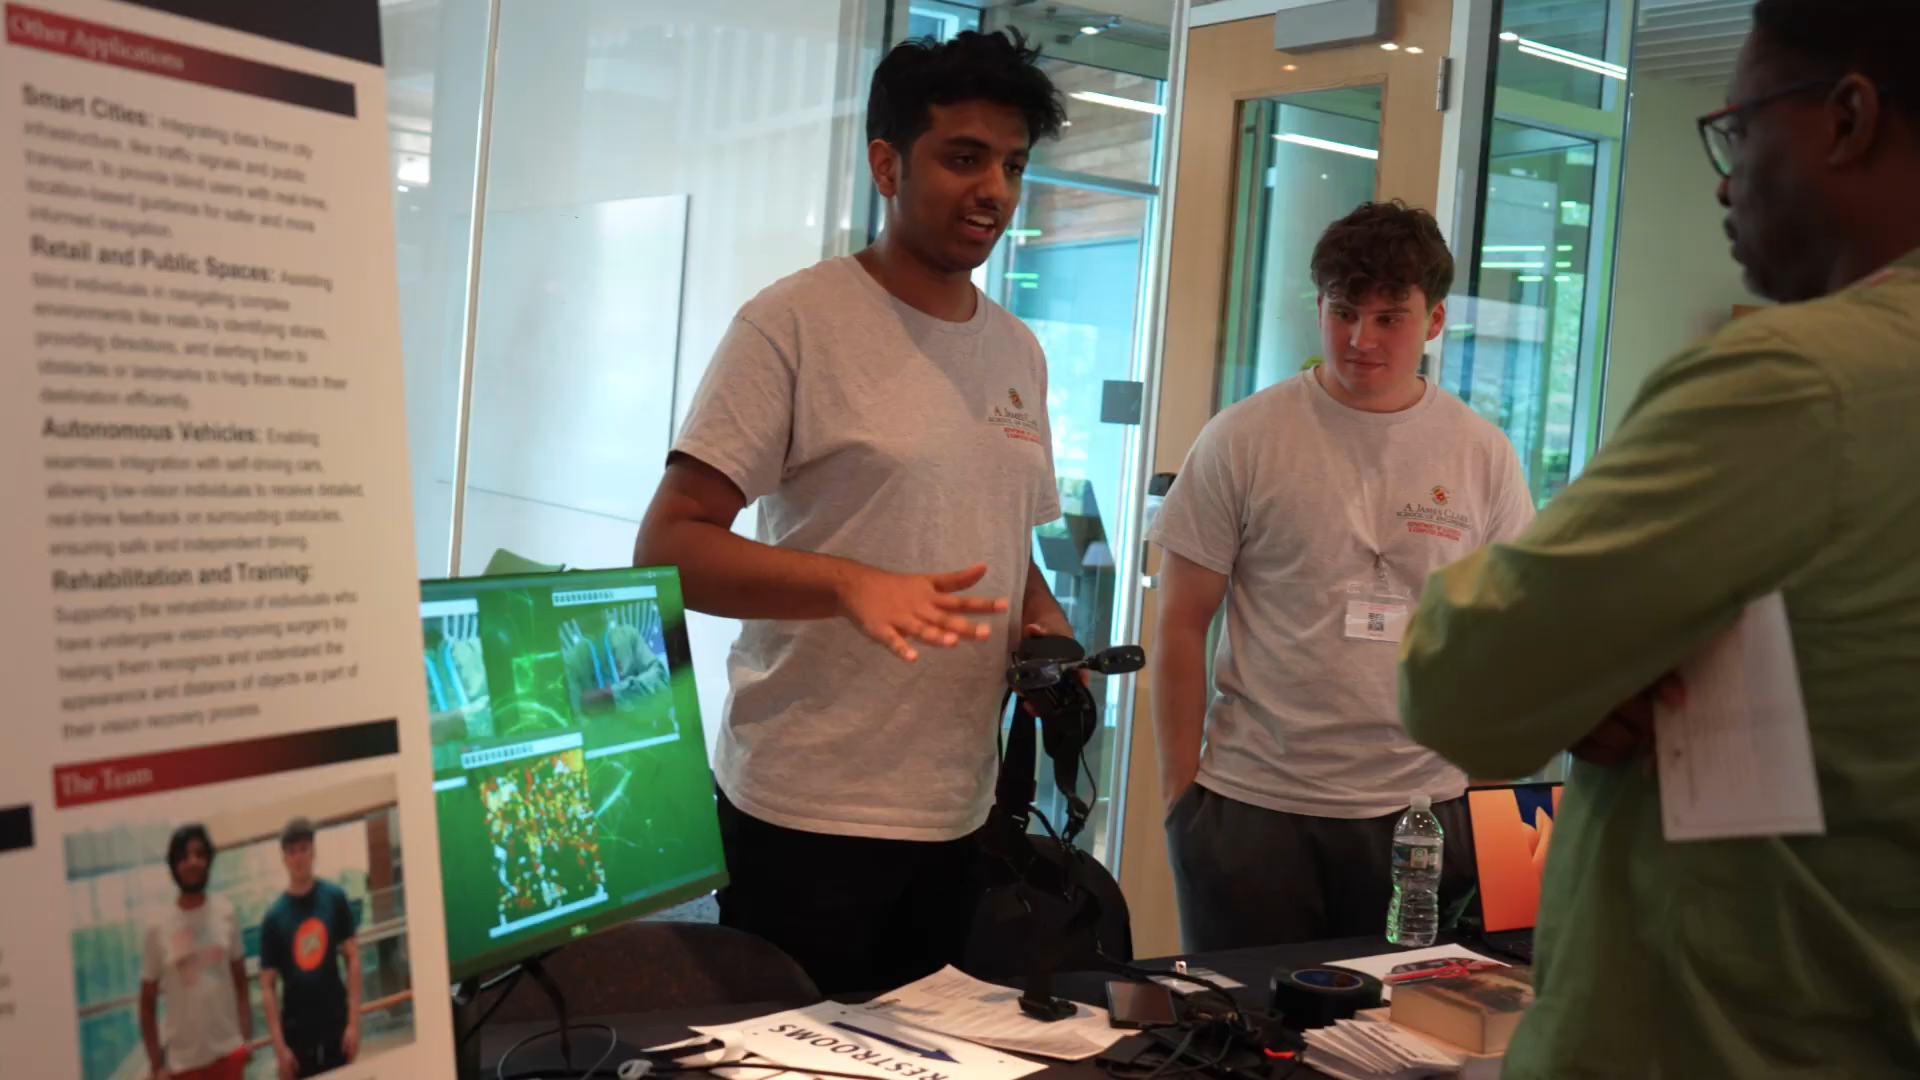 Other Applications
Smart Cities: Integrating data from city
infrastructure, like traffic signals and public
transport, to provide blind users with real-time,
location-based guidance for safer and more
informed navigation.
Retail and Public Spaces: Assisting
blind individuals in navigating complex
environments like malls by identifying stores,
providing directions, and alerting them to
obstacles or landmarks to help them reach their
destination efficiently.
Autonomous Vehicles: Enabling
seamless integration with self-driving cars,
allowing low-vision individuals to receive detailed,
real-time feedback on surrounding obstacles,
ensuring safe and independent driving.
Rehabilitation and Training:
Supporting the rehabilitation of individuals who
have undergone vision-improving surgery by
helping them recognize and understand the
appearance and distance of objects as part of
their vision recovery process.
The Team
A. James Clark
School of Engineering
DELL
RESTROOMS